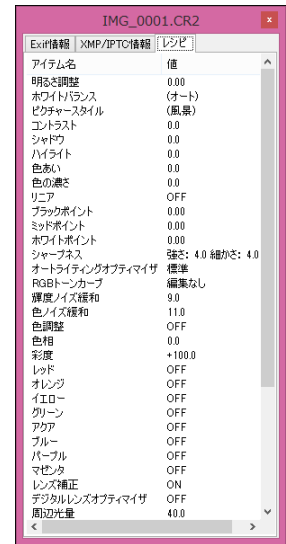 IMG_0001.CR2
×
Exif情報 XMP/IPTC情報 レシピ
アイテム名 値
明るさ調整 0.00
ホワイトバランス (オート)
ピクチャースタイル (風景)
コントラスト 0.0
シャドウ 0.0
ハイライト 0.0
色あい 0.0
色の濃さ 0.0
リニア OFF
ブラックポイント 0.00
ミッドポイント 0.00
ホワイトポイント 0.00
シャープネス 強さ: 4.0 細かさ: 4.0
オートライティングオプティマイザ 標準
RGBトーンカーブ 編集なし
輝度ノイズ緩和 9.0
色ノイズ緩和 11.0
色調整 OFF
色相 0.0
彩度 +100.0
レッド OFF
オレンジ OFF
イエロー OFF
グリーン OFF
アクア OFF
ブルー OFF
パープル OFF
マゼンタ OFF
レンズ補正 ON
デジタルレンズオプティマイザ OFF
周辺光量 40.0